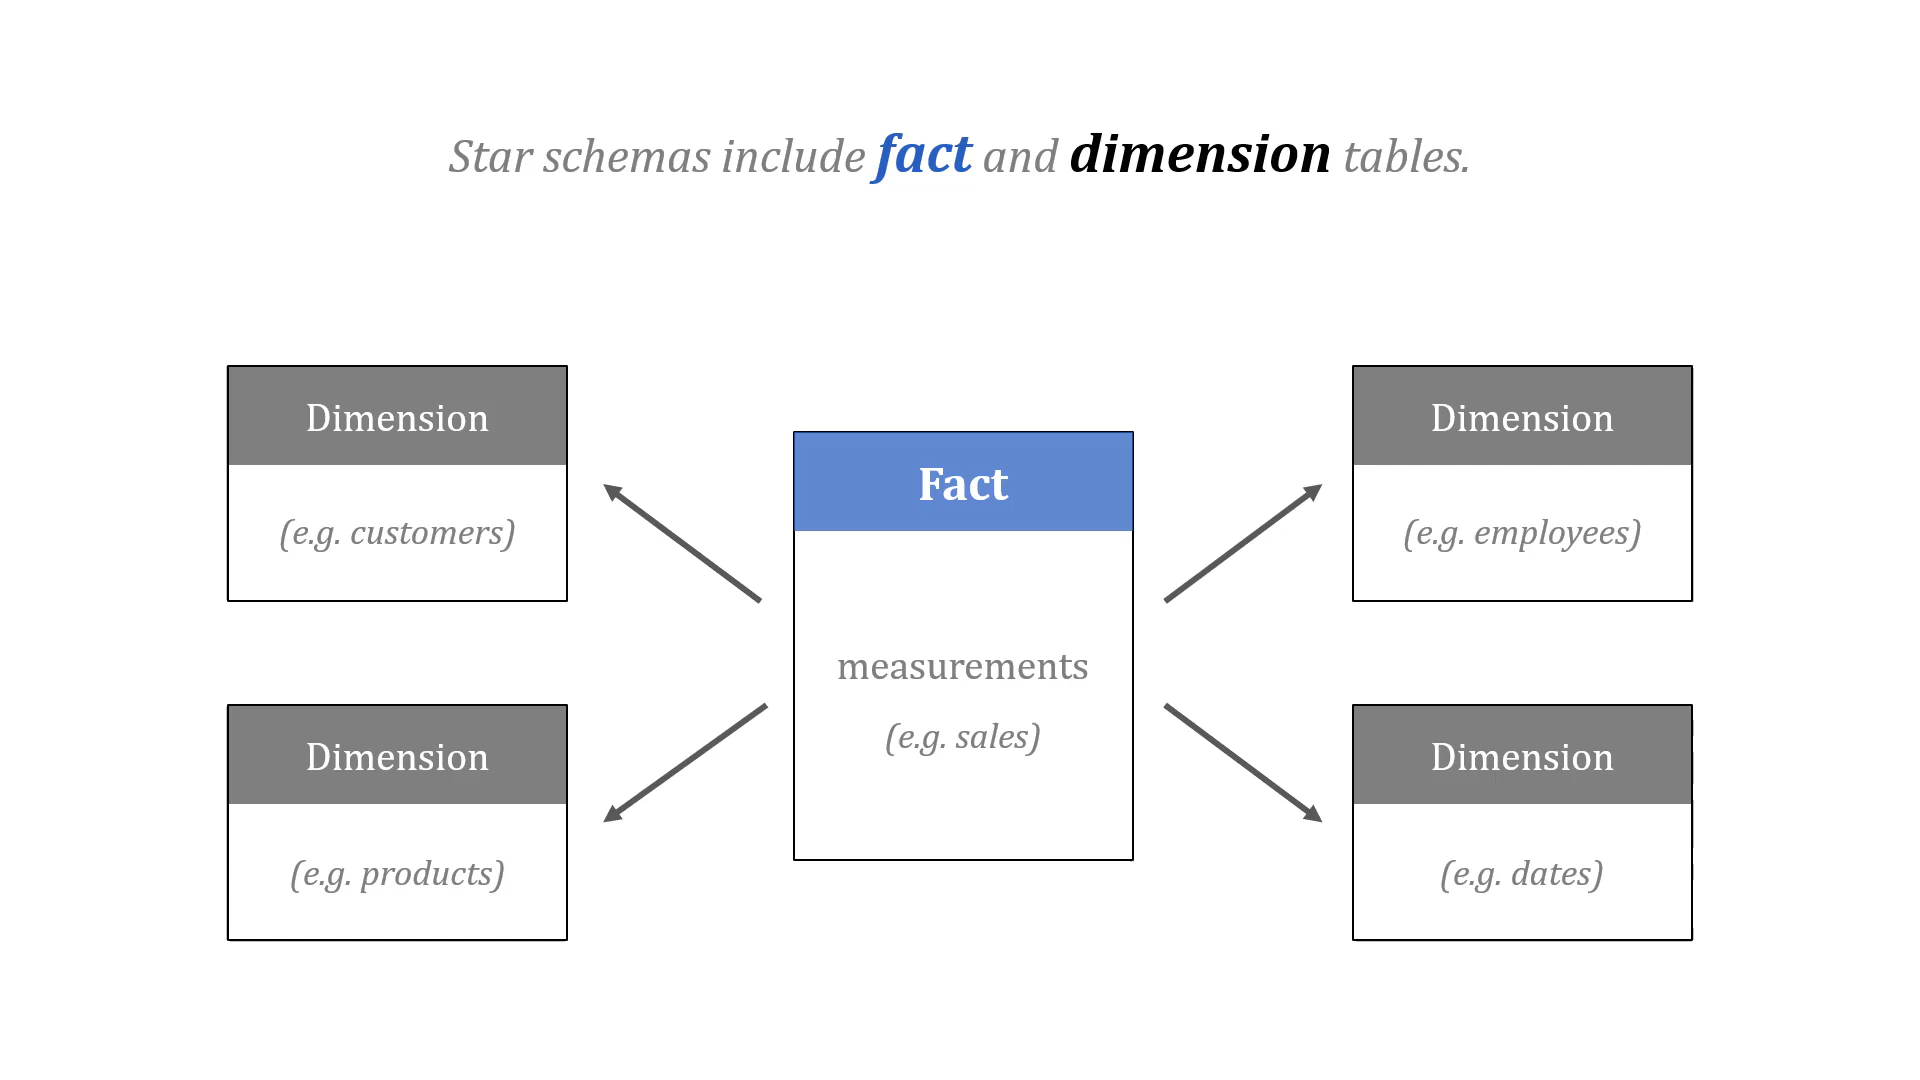 Star schemas include fact and dimension tables.
Dimension
(e.g. customers)
Dimension
(e.g. products)
Fact
measurements
(e.g. sales)
Dimension
(e.g. employees)
Dimension
(e.g. dates)